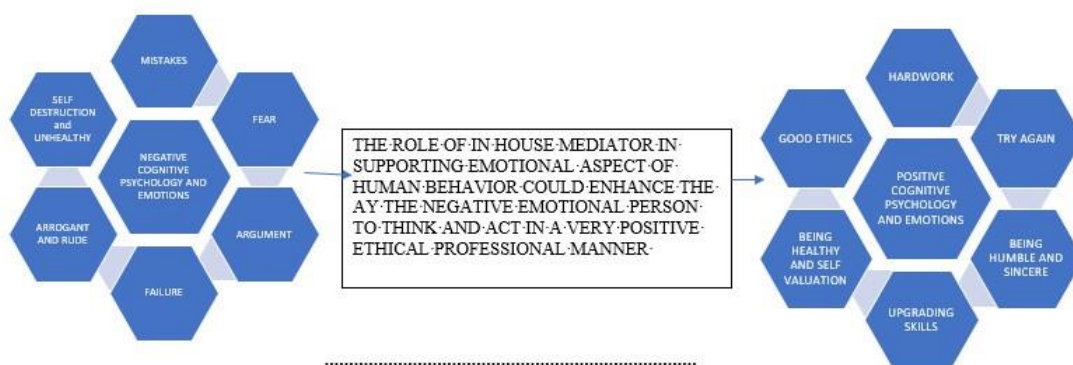 MISTAKES
FEAR
ARGUMENT
FAILURE
ARROGANT
AND RUDE
SELF
DESTRUCTION
and
UNHEALTHY
NEGATIVE
COGNITIVE
PSYCHOLOGY AND
EMOTIONS
THE·ROLE·OF·IN·HOUSE·MEDIATOR·IN·
SUPPORTING·EMOTIONAL·ASPECT·OF·
HUMAN·BEHAVIOR·COULD·ENHANCE·THE·
AY·THE·NEGATIVE·EMOTIONAL·PERSON·
TO·THINK·AND·ACT·IN·A·VERY·POSITIVE·
ETHICAL·PROFESSIONAL·MANNER·
HARDWORK
TRY AGAIN
BEING
HUMBLE AND
SINCERE
UPGRADING
SKILLS
BEING
HEALTHY
AND SELF
VALUATION
GOOD ETHICS
POSITIVE
COGNITIVE
PSYCHOLOGY
AND EMOTIONS